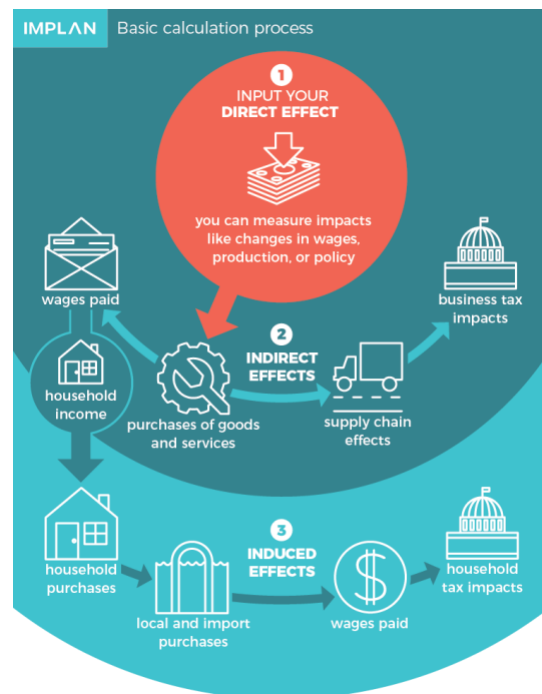 IMPLAN Basic calculation process
1
INPUT YOUR
DIRECT EFFECT
you can measure impacts
like changes in wages,
production, or policy
wages paid
business tax
impacts
2
INDIRECT
EFFECTS
household
income
purchases of goods
and services
supply chain
effects
3
INDUCED
EFFECTS
household
purchases
local and import
purchases
$
wages paid
household
tax impacts